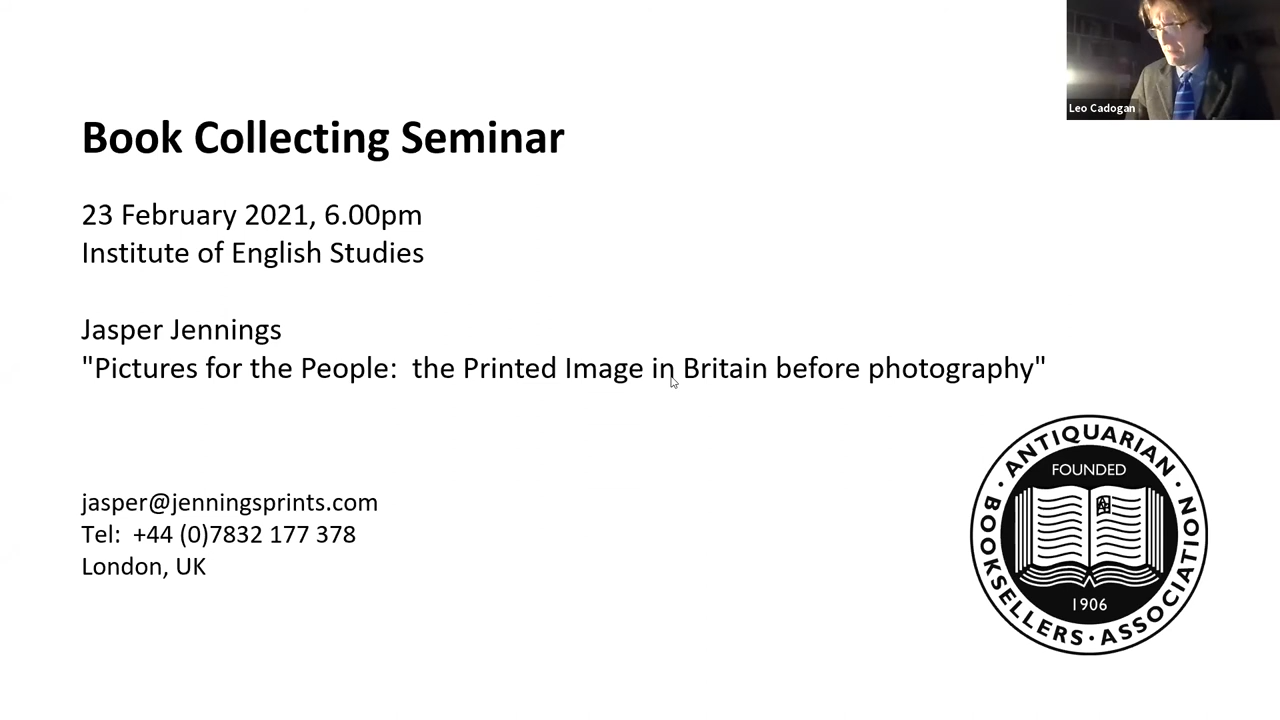 Leo Cadogan
Book Collecting Seminar
23 February 2021, 6.00pm
Institute of English Studies
Jasper Jennings
"Pictures for the People:  the Printed Image in Britain before photography"
jasper@jenningsprints.com
Tel:  +44 (0)7832 177 378
London, UK
· ANTIQUARIAN · BOOKSELLERS · ASSOCIATION
FOUNDED
1906